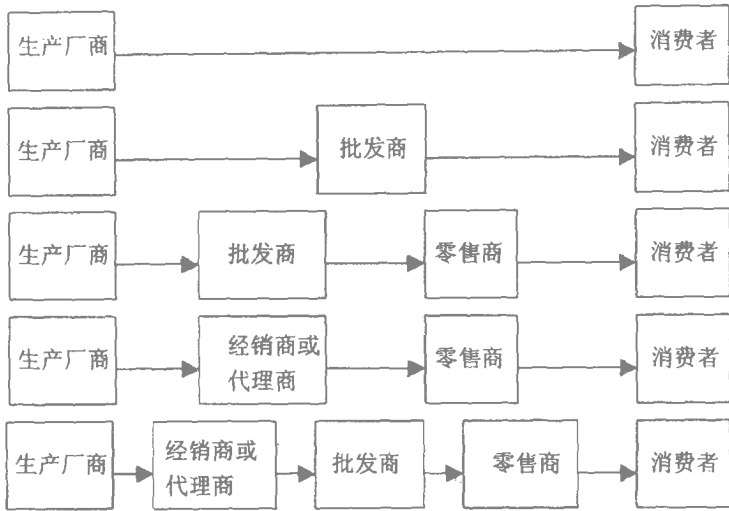 生产厂商
消费者
生产厂商
批发商
消费者
生产厂商
批发商
零售商
消费者
生产厂商
经销商或
代理商
零售商
消费者
生产厂商
经销商或
代理商
批发商
零售商
消费者